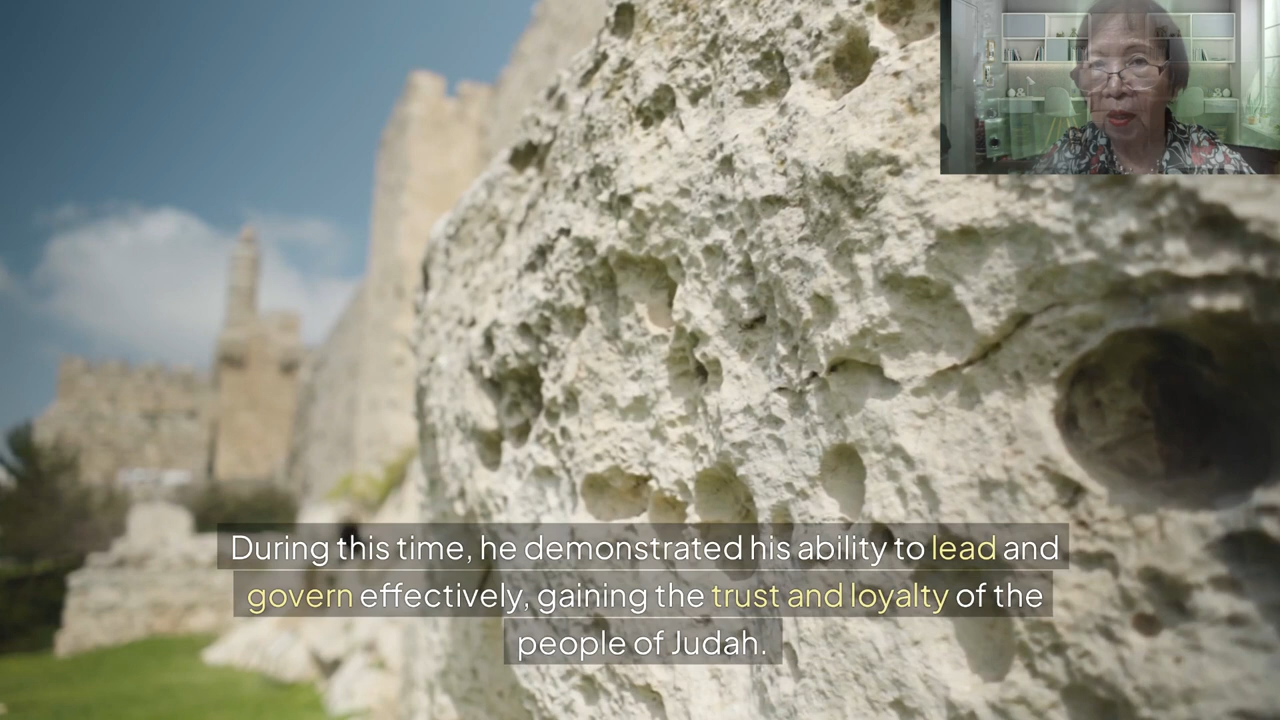 During this time, he demonstrated his ability to lead and
govern effectively, gaining the trust and loyalty of the
people of Judah.